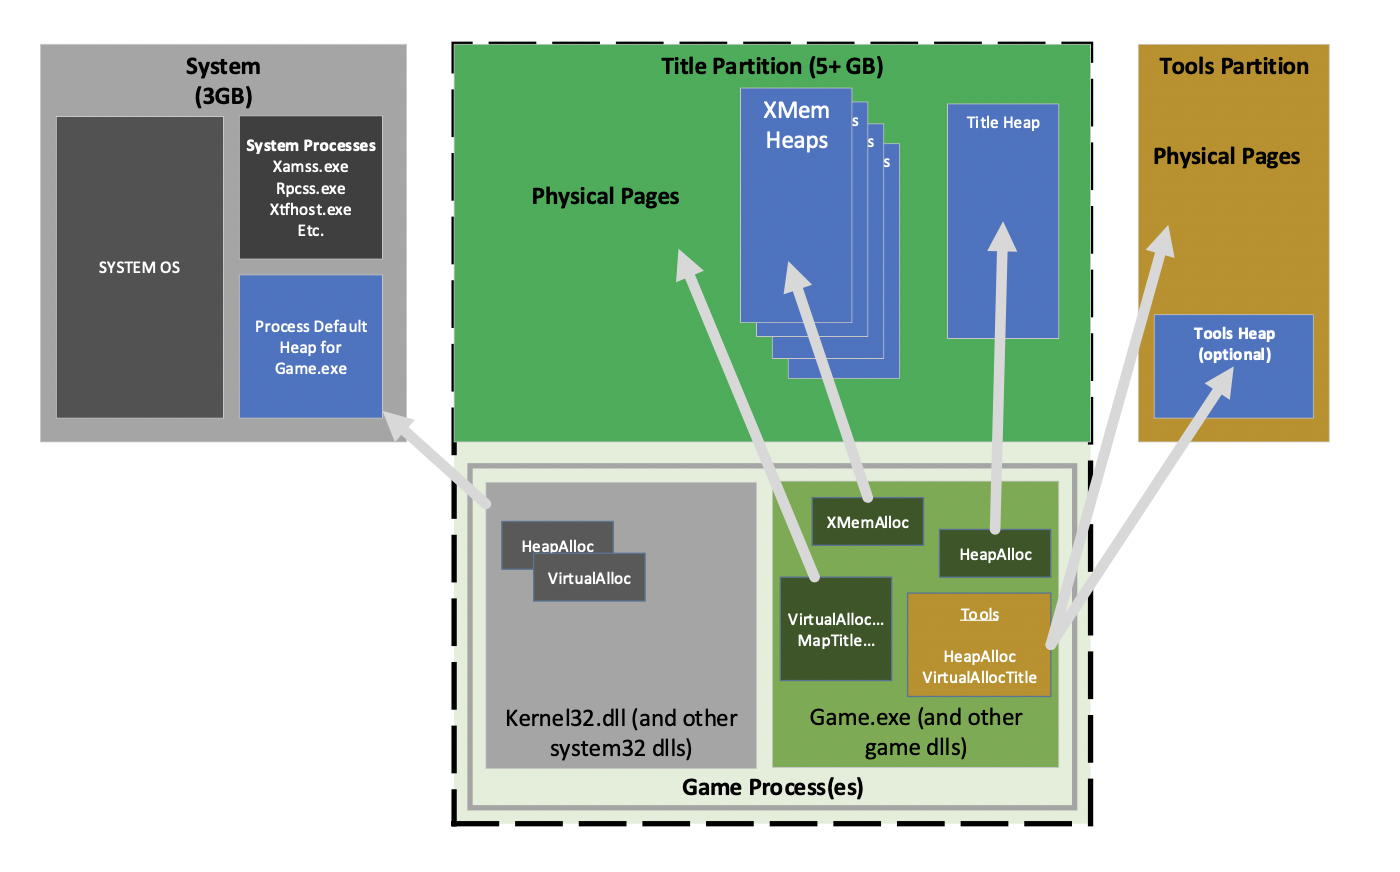 System
(3GB)
SYSTEM OS
System Processes
Xamss.exe
Rpcss.exe
Xtfhost.exe
Etc.
Process Default
Heap for
Game.exe
Title Partition (5+ GB)
Physical Pages
XMem
Heaps
s
s
s
Title Heap
Tools Partition
Physical Pages
Tools Heap
(optional)
HeapAlloc
VirtualAlloc
Kernel32.dll (and other
system32 dlls)
XMemAlloc
HeapAlloc
VirtualAlloc...
MapTitle...
Tools
HeapAlloc
VirtualAllocTitle
Game.exe (and other
game dlls)
Game Process(es)